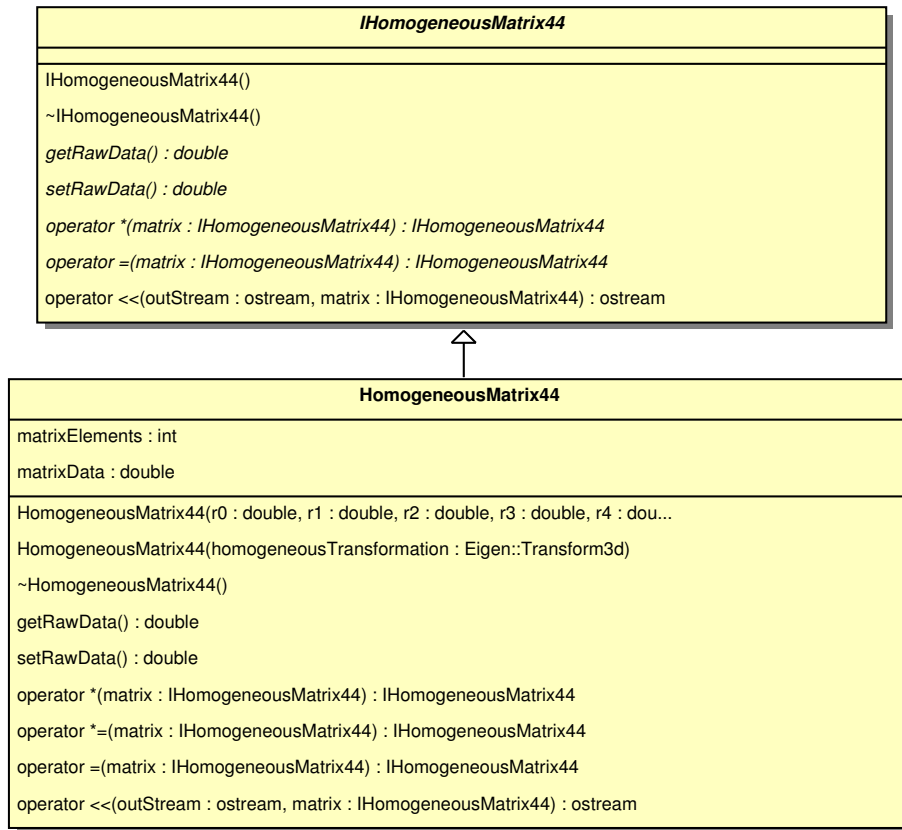 IHomogeneousMatrix44
IHomogeneousMatrix44()
~IHomogeneousMatrix44()
getRawData() : double
setRawData() : double
operator *(matrix : IHomogeneousMatrix44) : IHomogeneousMatrix44
operator =(matrix : IHomogeneousMatrix44) : IHomogeneousMatrix44
operator <<(outStream : ostream, matrix : IHomogeneousMatrix44) : ostream
HomogeneousMatrix44
matrixElements : int
matrixData : double
HomogeneousMatrix44(r0 : double, r1 : double, r2 : double, r3 : double, r4 : dou...
HomogeneousMatrix44(homogeneousTransformation : Eigen::Transform3d)
~HomogeneousMatrix44()
getRawData() : double
setRawData() : double
operator *(matrix : IHomogeneousMatrix44) : IHomogeneousMatrix44
operator *=(matrix : IHomogeneousMatrix44) : IHomogeneousMatrix44
operator =(matrix : IHomogeneousMatrix44) : IHomogeneousMatrix44
operator <<(outStream : ostream, matrix : IHomogeneousMatrix44) : ostream